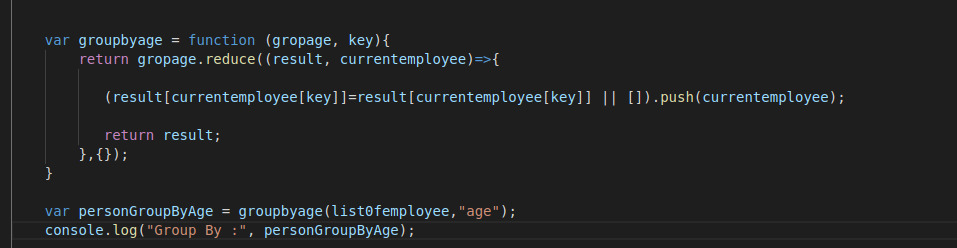 var groupbyage = function (gropage, key){
return gropage.reduce((result, currentemployee)=>{
(result[currentemployee[key]]=result[currentemployee[key]] || []).push(currentemployee);
return result;
},{});
}
var personGroupByAge = groupbyage(list0femployee,"age");
console.log("Group By :", personGroupByAge);